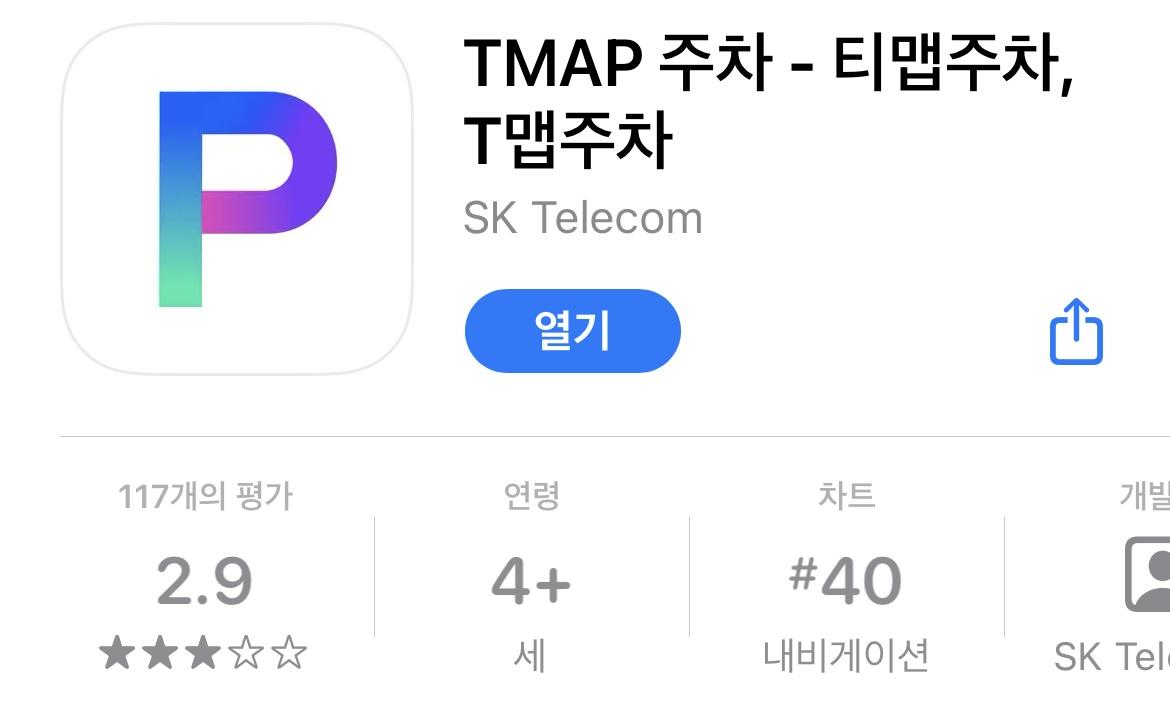 P
TMAP 주차 - 티맵주차,
T맵주차
SK Telecom
열기
117개의 평가
2.9
연령
4+
세
차트
#40
내비게이션
SK